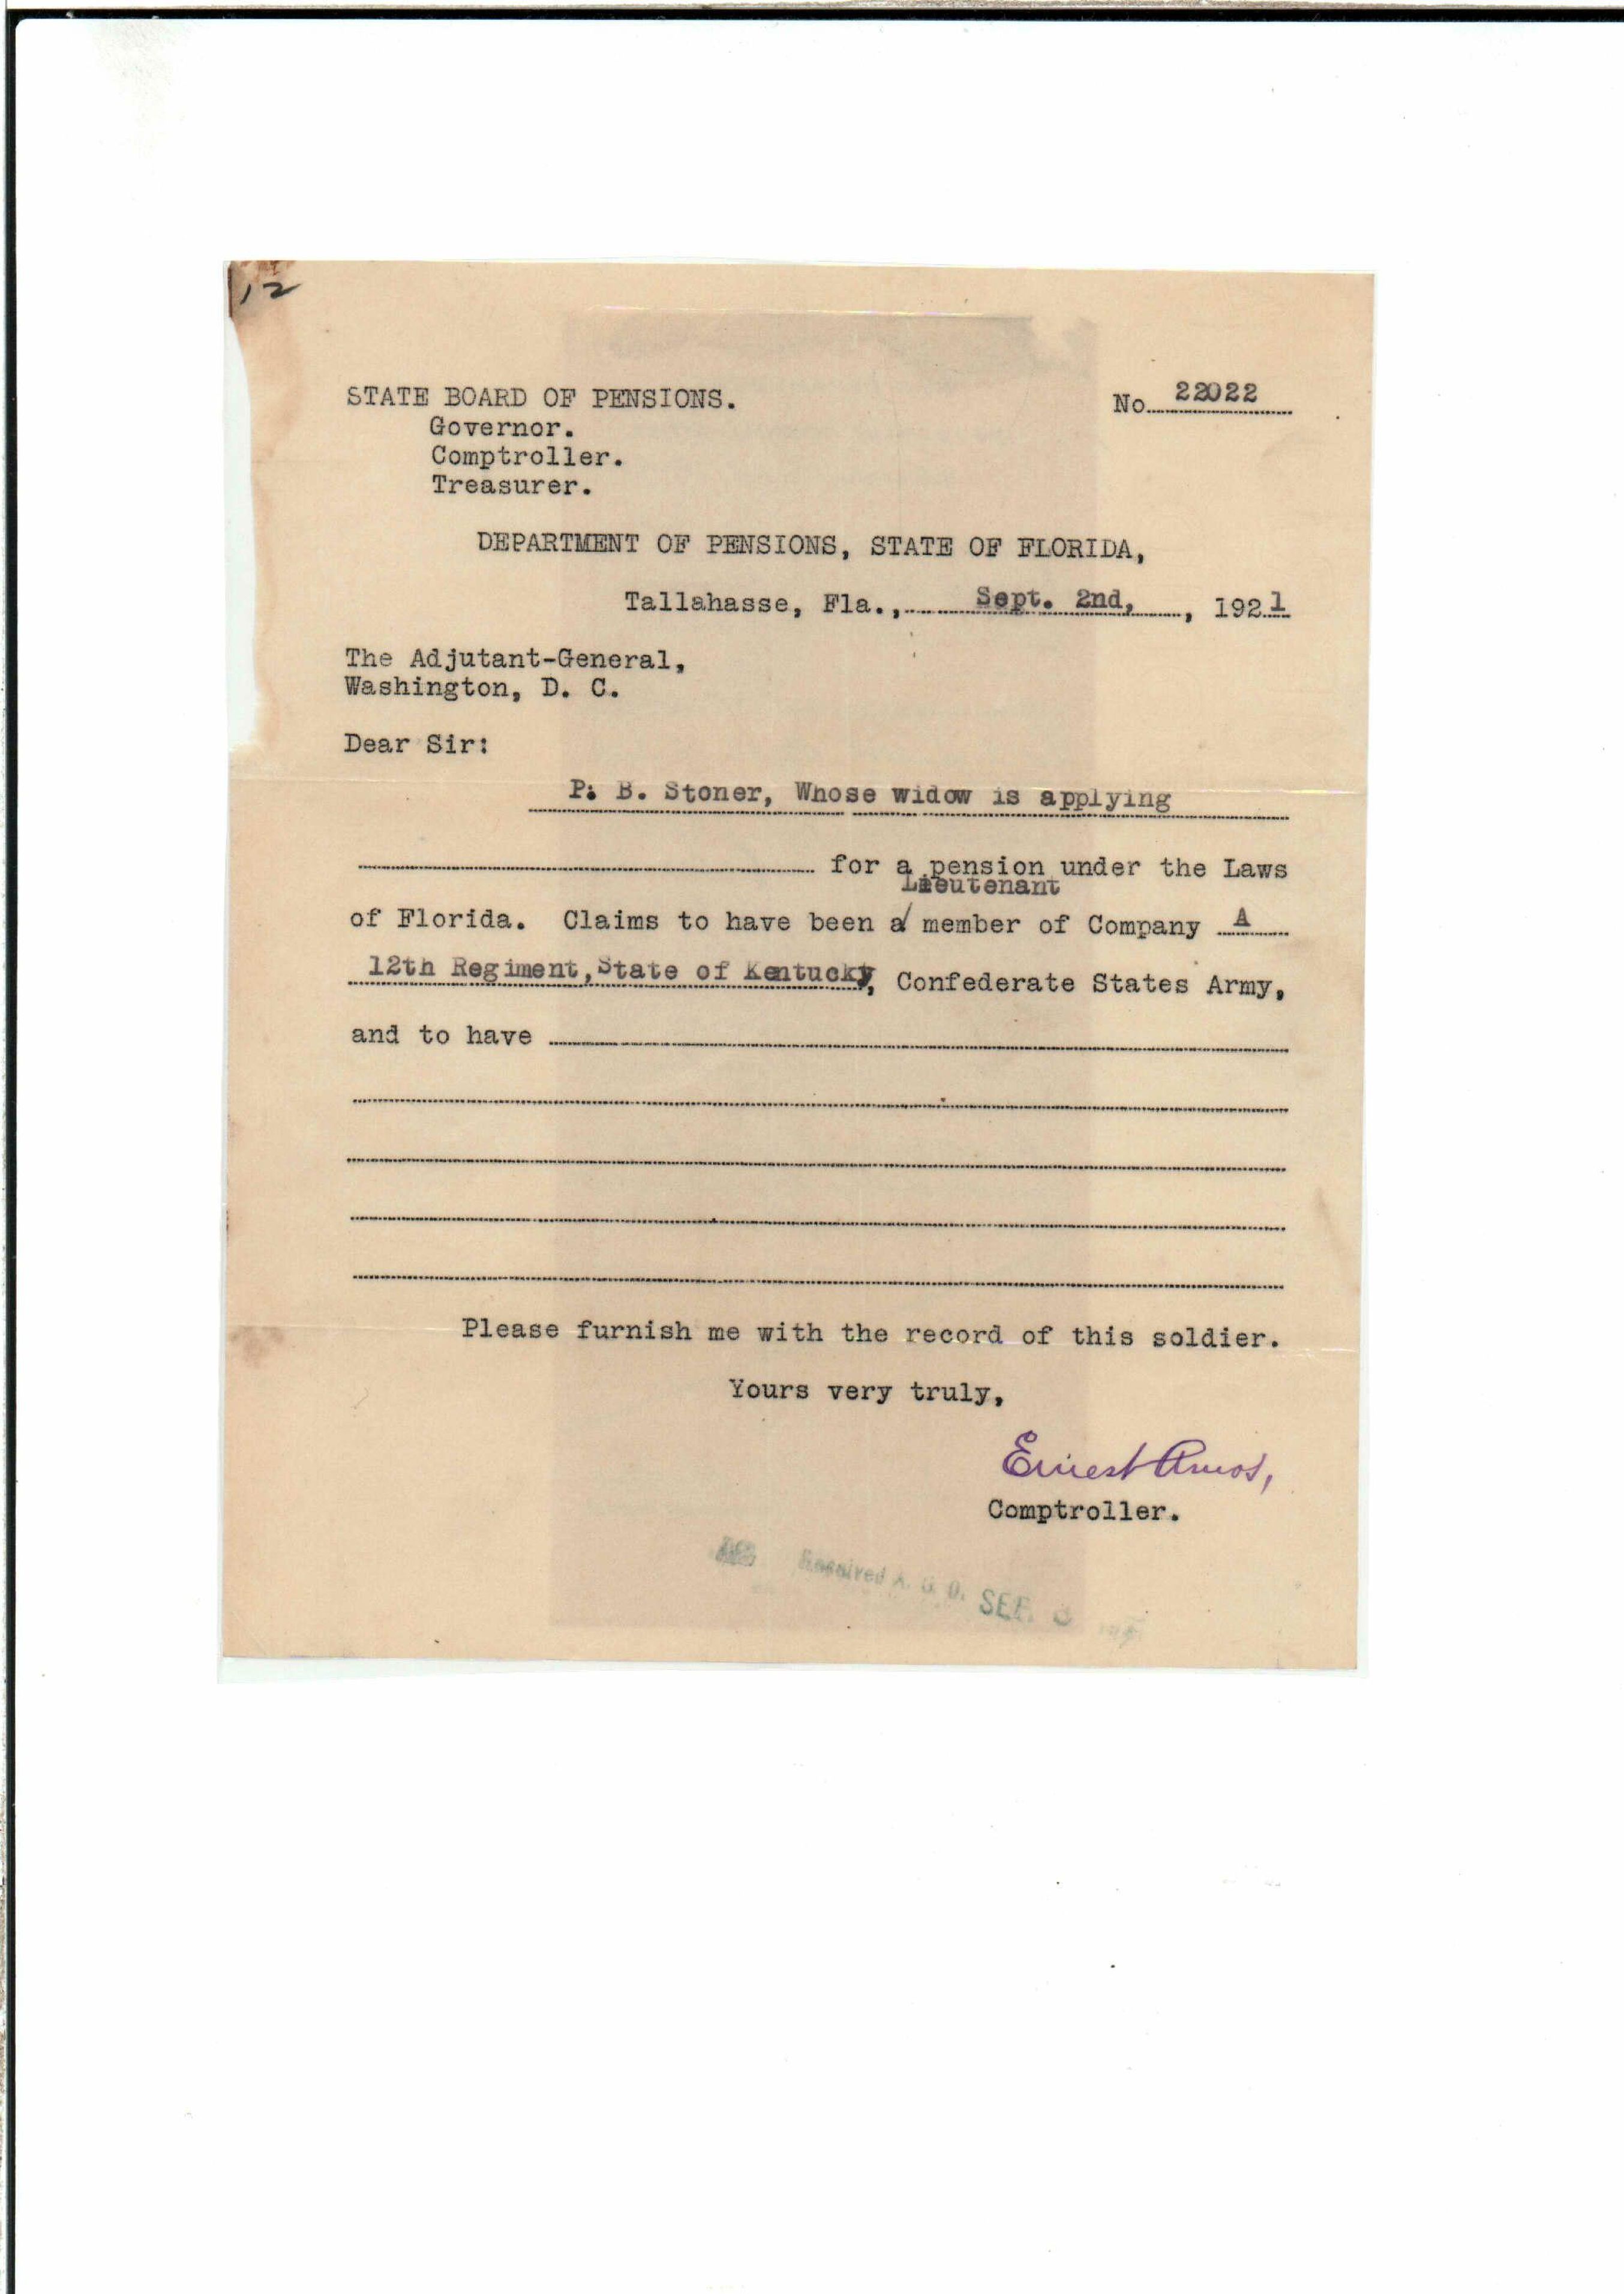 12
STATE BOARD OF PENSIONS.
No. 22022
Governor.
Comptroller.
Treasurer.
DEPARTMENT OF PENSIONS, STATE OF FLORIDA,
Tallahasse, Fla., Sept. 2nd, , 1921
The Adjutant-General,
Washington, D. C.
Dear Sir:
P. B. Stoner, Whose widow is applying
for a pension under the Laws
Lieutenant
of Florida. Claims to have been a member of Company A
12th Regiment, State of Kentucky, Confederate States Army,
and to have
Please furnish me with the record of this soldier.
Yours very truly,
Ernest Amos,
Comptroller.
Received A. G. O. SEP.